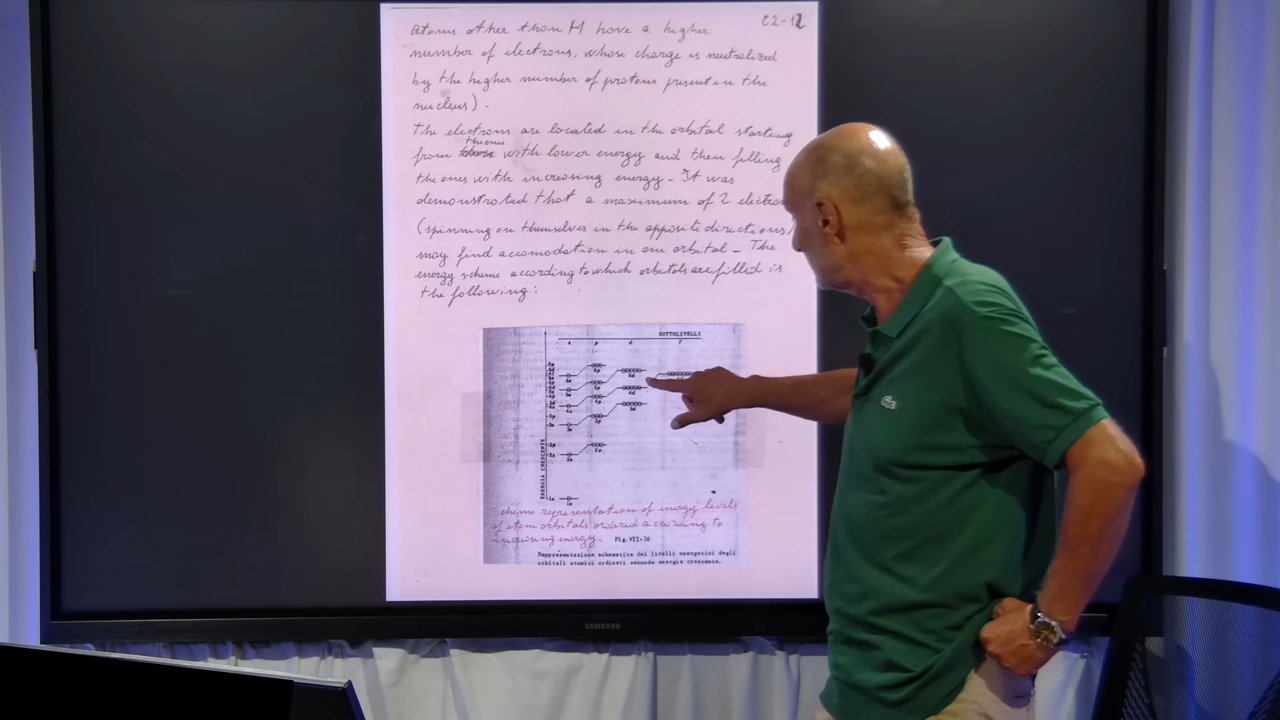 C2-12
atoms other than H have a higher
number of electrons, whose charge is neutralized
by the higher number of protons present in the
nucleus).
The electrons are located in the orbital starting
the ones
from with lower energy and then filling
the ones with increasing energy. It was
demonstrated that a maximum of 2 electron
(spinning on themselves in the opposite directions)
may find accomodation in one orbital. The
energy scheme according to which orbitals are filled is
the following:
SOTTOLIVELLI
s p d f
ENERGIA CRESCENTE
Scheme representation of energy levels
of atom orbitals ordered according to
increasing energy.
Fig.VII-16
Rappresentazione schematica dei livelli energetici degli
orbitali atomici ordinati secondo energia crescente.
SAMSUNG